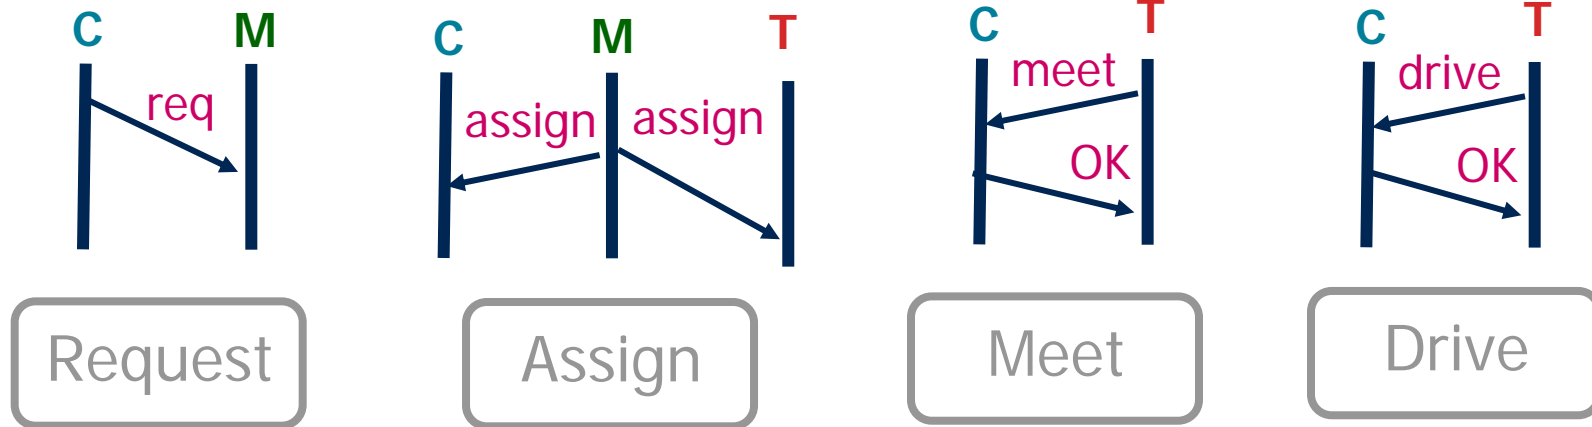 C M
req
Request
C M T
assign assign
Assign
C T
meet
OK
Meet
C T
drive
OK
Drive